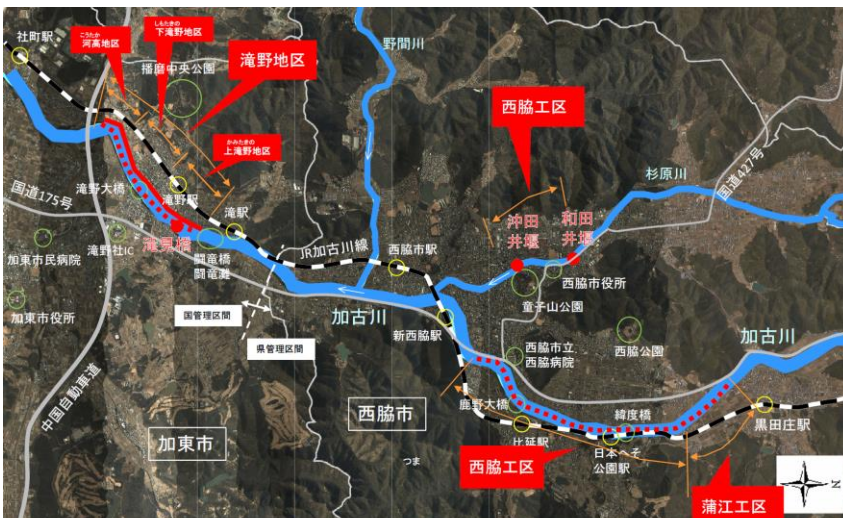 社町駅
こうたか
河高地区
しもたきの
下滝野地区
播磨中央公園
滝野地区
かみたきの
上滝野地区
野間川
西脇工区
杉原川
国道427号
国道175号
滝野大橋
滝野駅
滝駅
滝野社IC
滝見橋
闘竜橋
闘竜灘
JR加古川線
西脇市駅
沖田
井堰
和田
井堰
西脇市役所
童子山公園
加東市民病院
加東市役所
国管理区間
県管理区間
加古川
新西脇駅
西脇市立
西脇病院
西脇公園
加古川
中国自動車道
加東市
西脇市
鹿野大橋
比延駅
緯度橋
日本へそ
公園駅
黒田庄駅
つま
西脇工区
蒲江工区
N